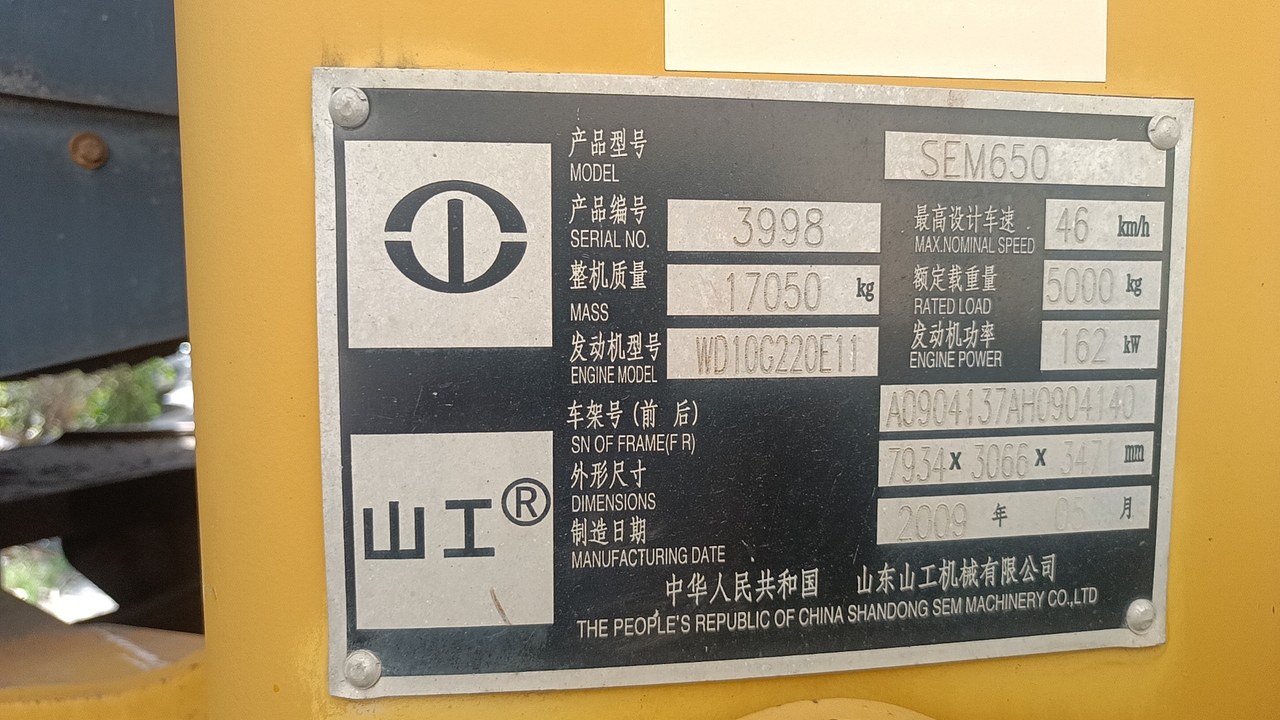 产品型号
MODEL
SEM650
产品编号
SERIAL NO.
3998
最高设计车速
MAX.NOMINAL SPEED
46 km/h
整机质量
MASS
17050 kg
额定载重量
RATED LOAD
5000 kg
发动机型号
ENGINE MODEL
WD10G220E11
发动机功率
ENGINE POWER
162 kW
车架号(前 后)
SN OF FRAME(F R)
A0904137AH0904140
外形尺寸
DIMENSIONS
7934 x 3066 x 3471 mm
制造日期
MANUFACTURING DATE
2009 年 05 月
山工®
中华人民共和国 山东山工机械有限公司
THE PEOPLE'S REPUBLIC OF CHINA SHANDONG SEM MACHINERY CO.,LTD